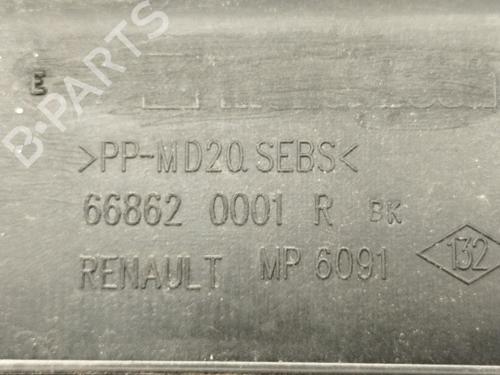 B-PARTS
E
>PP-MD20.SEBS<
66862 0001 R BK
RENAULT MP 6091 132